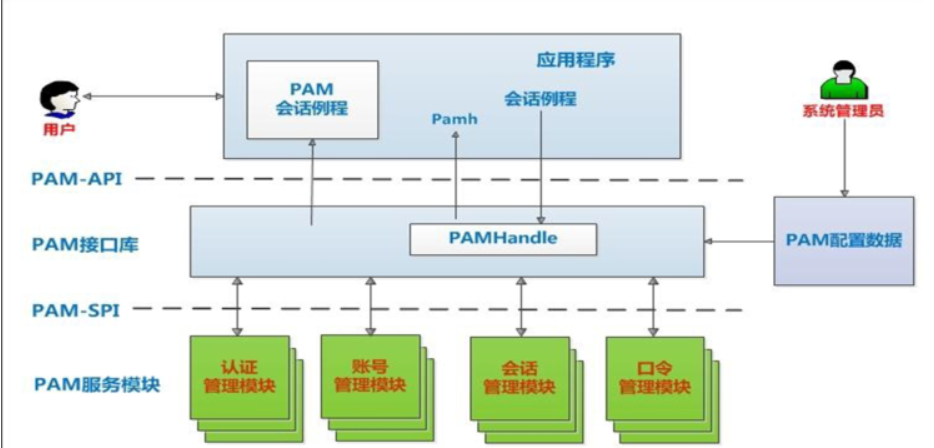 应用程序
PAM
会话例程
会话例程
Pamh
用户
系统管理员
PAM-API
PAM接口库
PAMHandle
PAM配置数据
PAM-SPI
PAM服务模块
认证
管理模块
账号
管理模块
会话
管理模块
口令
管理模块